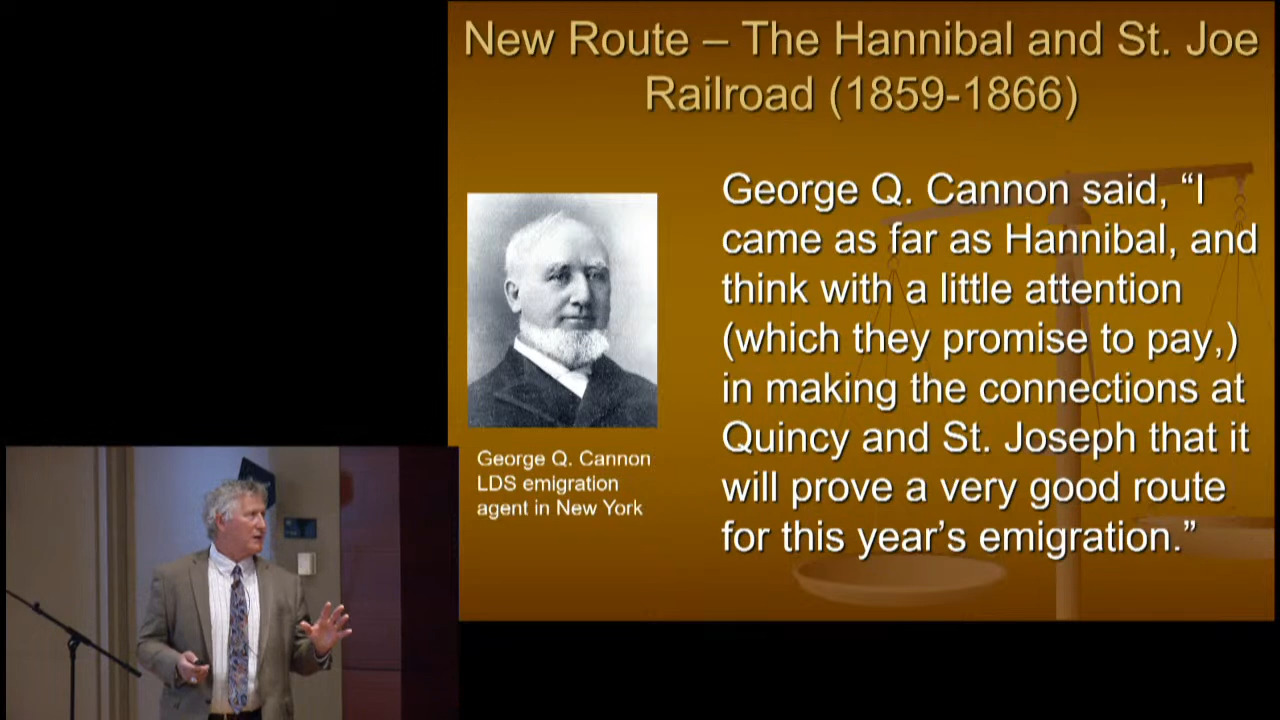 New Route – The Hannibal and St. Joe
Railroad (1859-1866)
George Q. Cannon said, “I
came as far as Hannibal, and
think with a little attention
(which they promise to pay,)
in making the connections at
Quincy and St. Joseph that it
will prove a very good route
for this year’s emigration.”
George Q. Cannon
LDS emigration
agent in New York